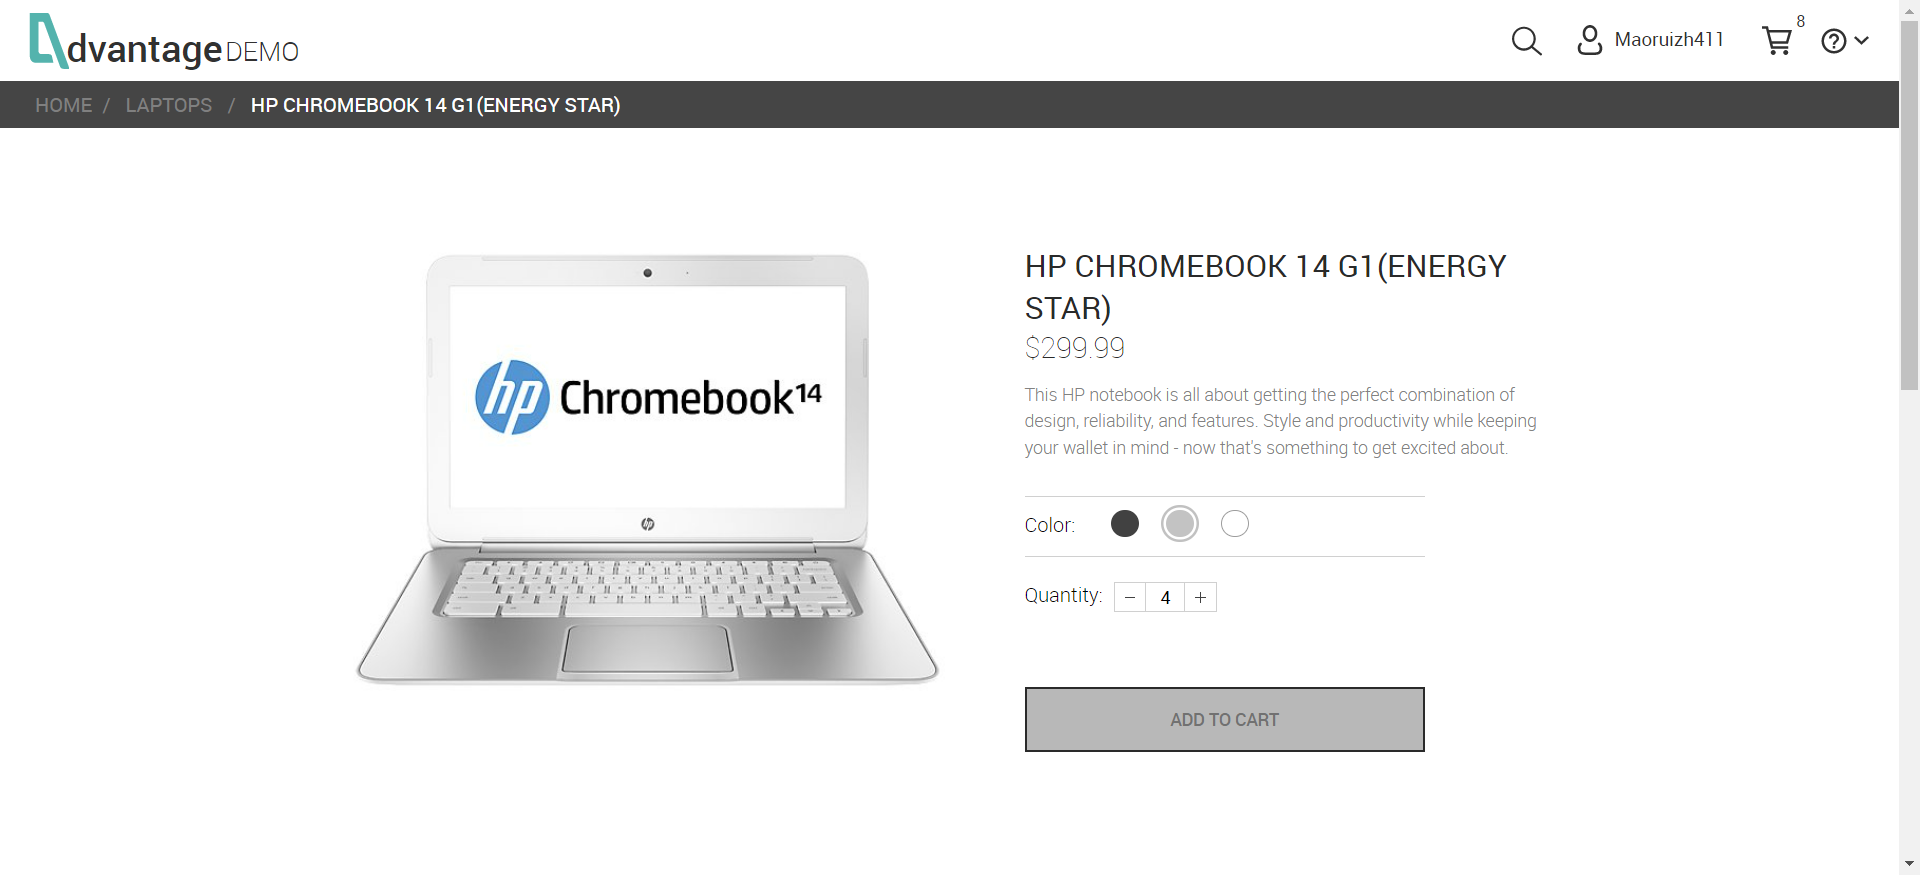 dvantage DEMO
Maoruizh411
8
HOME / LAPTOPS / HP CHROMEBOOK 14 G1(ENERGY STAR)
hp Chromebook14
hp
HP CHROMEBOOK 14 G1(ENERGY
STAR)
$299.99
This HP notebook is all about getting the perfect combination of
design, reliability, and features. Style and productivity while keeping
your wallet in mind - now that's something to get excited about.
Color:
Quantity: − 4 +
ADD TO CART